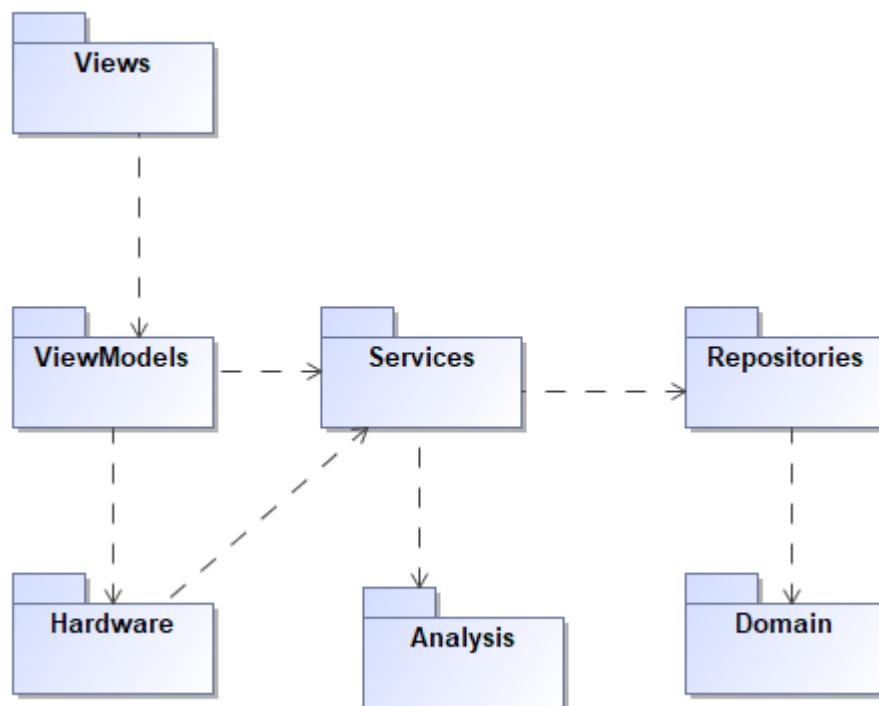 Views
ViewModels
Services
Repositories
Hardware
Analysis
Domain